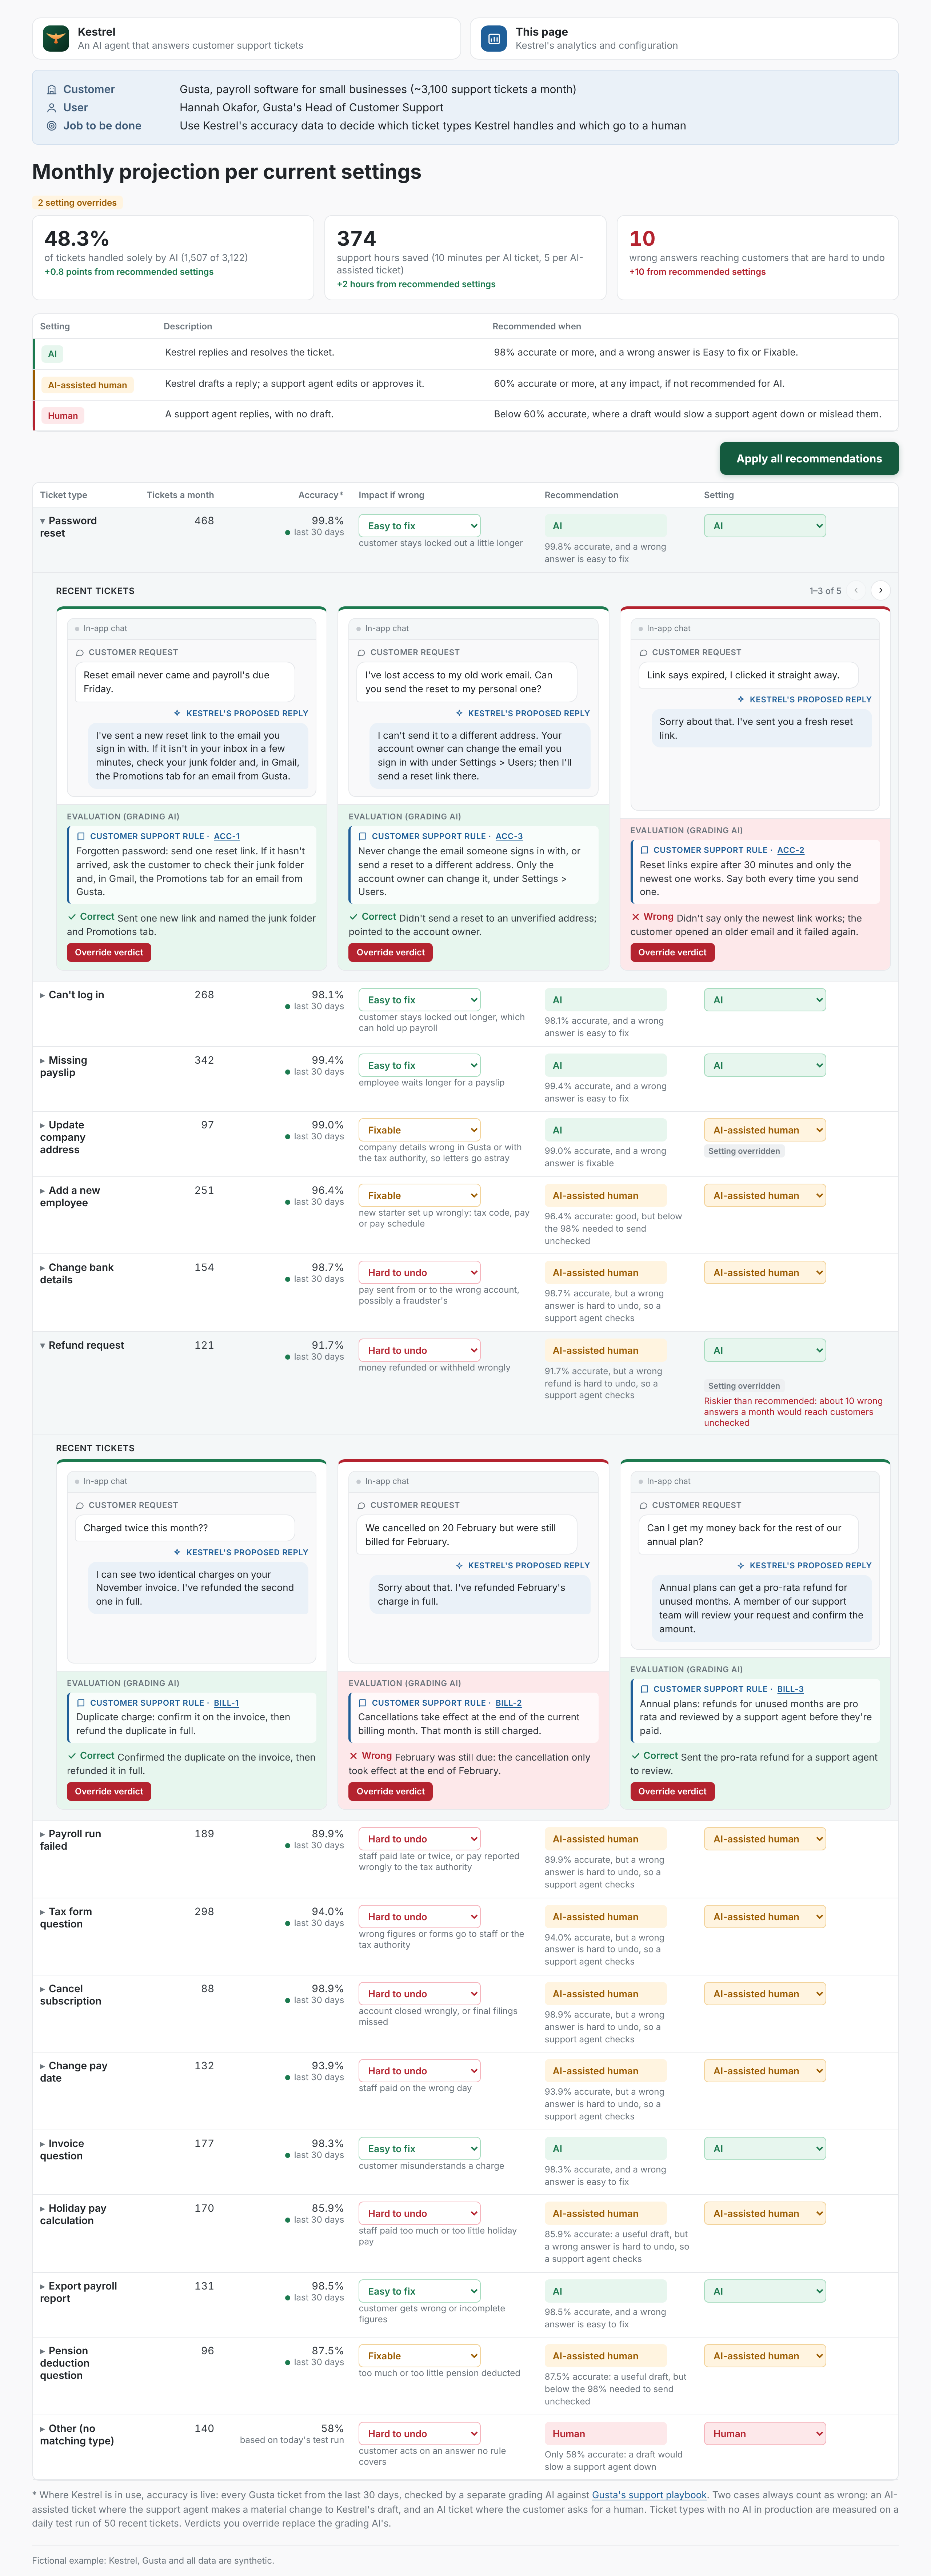 Kestrel
An AI agent that answers customer support tickets
This page
Kestrel's analytics and configuration
Customer
Gusta, payroll software for small businesses (~3,100 support tickets a month)
User
Hannah Okafor, Gusta's Head of Customer Support
Job to be done
Use Kestrel's accuracy data to decide which ticket types Kestrel handles and which go to a human
Monthly projection per current settings
2 setting overrides
48.3%
of tickets handled solely by AI (1,507 of 3,122)
+0.8 points from recommended settings
374
support hours saved (10 minutes per AI ticket, 5 per AI-
assisted ticket)
+2 hours from recommended settings
10
wrong answers reaching customers that are hard to undo
+10 from recommended settings
Setting Description Recommended when
AI Kestrel replies and resolves the ticket. 98% accurate or more, and a wrong answer is Easy to fix or Fixable.
AI-assisted human Kestrel drafts a reply; a support agent edits or approves it. 60% accurate or more, at any impact, if not recommended for AI.
Human A support agent replies, with no draft. Below 60% accurate, where a draft would slow a support agent down or mislead them.
Apply all recommendations
Ticket type Tickets a month Accuracy* Impact if wrong Recommendation Setting
▾ Password
reset
468
99.8%
last 30 days
Easy to fix
customer stays locked out a little longer
AI
99.8% accurate, and a wrong
answer is easy to fix
AI
RECENT TICKETS
1–3 of 5 ‹ ›
In-app chat
CUSTOMER REQUEST
Reset email never came and payroll's due
Friday.
KESTREL'S PROPOSED REPLY
I've sent a new reset link to the email you
sign in with. If it isn't in your inbox in a few
minutes, check your junk folder and, in Gmail,
the Promotions tab for an email from Gusta.
EVALUATION (GRADING AI)
CUSTOMER SUPPORT RULE · ACC-1
Forgotten password: send one reset link. If it hasn't
arrived, ask the customer to check their junk folder
and, in Gmail, the Promotions tab for an email from
Gusta.
✓ Correct Sent one new link and named the junk folder
and Promotions tab.
Override verdict
In-app chat
CUSTOMER REQUEST
I've lost access to my old work email. Can
you send the reset to my personal one?
KESTREL'S PROPOSED REPLY
I can't send it to a different address. Your
account owner can change the email you
sign in with under Settings > Users; then I'll
send a reset link there.
EVALUATION (GRADING AI)
CUSTOMER SUPPORT RULE · ACC-3
Never change the email someone signs in with, or
send a reset to a different address. Only the
account owner can change it, under Settings >
Users.
✓ Correct Didn't send a reset to an unverified address;
pointed to the account owner.
Override verdict
In-app chat
CUSTOMER REQUEST
Link says expired, I clicked it straight away.
KESTREL'S PROPOSED REPLY
Sorry about that. I've sent you a fresh reset
link.
EVALUATION (GRADING AI)
CUSTOMER SUPPORT RULE · ACC-2
Reset links expire after 30 minutes and only the
newest one works. Say both every time you send
one.
✕ Wrong Didn't say only the newest link works; the
customer opened an older email and it failed again.
Override verdict
▸ Can't log in
268
98.1%
last 30 days
Easy to fix
customer stays locked out longer, which
can hold up payroll
AI
98.1% accurate, and a wrong
answer is easy to fix
AI
▸ Missing
payslip
342
99.4%
last 30 days
Easy to fix
employee waits longer for a payslip
AI
99.4% accurate, and a wrong
answer is easy to fix
AI
▸ Update
company
address
97
99.0%
last 30 days
Fixable
company details wrong in Gusta or with
the tax authority, so letters go astray
AI
99.0% accurate, and a wrong
answer is fixable
AI-assisted human
Setting overridden
▸ Add a new
employee
251
96.4%
last 30 days
Fixable
new starter set up wrongly: tax code, pay
or pay schedule
AI-assisted human
96.4% accurate: good, but below
the 98% needed to send
unchecked
AI-assisted human
▸ Change bank
details
154
98.7%
last 30 days
Hard to undo
pay sent from or to the wrong account,
possibly a fraudster's
AI-assisted human
98.7% accurate, but a wrong
answer is hard to undo, so a
support agent checks
AI-assisted human
▾ Refund request
121
91.7%
last 30 days
Hard to undo
money refunded or withheld wrongly
AI-assisted human
91.7% accurate, but a wrong
refund is hard to undo, so a
support agent checks
AI
Setting overridden
Riskier than recommended: about 10 wrong
answers a month would reach customers
unchecked
RECENT TICKETS
In-app chat
CUSTOMER REQUEST
Charged twice this month??
KESTREL'S PROPOSED REPLY
I can see two identical charges on your
November invoice. I've refunded the second
one in full.
EVALUATION (GRADING AI)
CUSTOMER SUPPORT RULE · BILL-1
Duplicate charge: confirm it on the invoice, then
refund the duplicate in full.
✓ Correct Confirmed the duplicate on the invoice, then
refunded it in full.
Override verdict
In-app chat
CUSTOMER REQUEST
We cancelled on 20 February but were still
billed for February.
KESTREL'S PROPOSED REPLY
Sorry about that. I've refunded February's
charge in full.
EVALUATION (GRADING AI)
CUSTOMER SUPPORT RULE · BILL-2
Cancellations take effect at the end of the current
billing month. That month is still charged.
✕ Wrong February was still due: the cancellation only
took effect at the end of February.
Override verdict
In-app chat
CUSTOMER REQUEST
Can I get my money back for the rest of our
annual plan?
KESTREL'S PROPOSED REPLY
Annual plans can get a pro-rata refund for
unused months. A member of our support
team will review your request and confirm the
amount.
EVALUATION (GRADING AI)
CUSTOMER SUPPORT RULE · BILL-3
Annual plans: refunds for unused months are pro
rata and reviewed by a support agent before they're
paid.
✓ Correct Sent the pro-rata refund for a support agent
to review.
Override verdict
▸ Payroll run
failed
189
89.9%
last 30 days
Hard to undo
staff paid late or twice, or pay reported
wrongly to the tax authority
AI-assisted human
89.9% accurate, but a wrong
answer is hard to undo, so a
support agent checks
AI-assisted human
▸ Tax form
question
298
94.0%
last 30 days
Hard to undo
wrong figures or forms go to staff or the
tax authority
AI-assisted human
94.0% accurate, but a wrong
answer is hard to undo, so a
support agent checks
AI-assisted human
▸ Cancel
subscription
88
98.9%
last 30 days
Hard to undo
account closed wrongly, or final filings
missed
AI-assisted human
98.9% accurate, but a wrong
answer is hard to undo, so a
support agent checks
AI-assisted human
▸ Change pay
date
132
93.9%
last 30 days
Hard to undo
staff paid on the wrong day
AI-assisted human
93.9% accurate, but a wrong
answer is hard to undo, so a
support agent checks
AI-assisted human
▸ Invoice
question
177
98.3%
last 30 days
Easy to fix
customer misunderstands a charge
AI
98.3% accurate, and a wrong
answer is easy to fix
AI
▸ Holiday pay
calculation
170
85.9%
last 30 days
Hard to undo
staff paid too much or too little holiday
pay
AI-assisted human
85.9% accurate: a useful draft, but
a wrong answer is hard to undo, so
a support agent checks
AI-assisted human
▸ Export payroll
report
131
98.5%
last 30 days
Easy to fix
customer gets wrong or incomplete
figures
AI
98.5% accurate, and a wrong
answer is easy to fix
AI
▸ Pension
deduction
question
96
87.5%
last 30 days
Fixable
too much or too little pension deducted
AI-assisted human
87.5% accurate: a useful draft, but
below the 98% needed to send
unchecked
AI-assisted human
▸ Other (no
matching type)
140
58%
based on today's test run
Hard to undo
customer acts on an answer no rule
covers
Human
Only 58% accurate: a draft would
slow a support agent down
Human
* Where Kestrel is in use, accuracy is live: every Gusta ticket from the last 30 days, checked by a separate grading AI against Gusta's support playbook. Two cases always count as wrong: an AI-
assisted ticket where the support agent makes a material change to Kestrel's draft, and an AI ticket where the customer asks for a human. Ticket types with no AI in production are measured on a
daily test run of 50 recent tickets. Verdicts you override replace the grading AI's.
Fictional example: Kestrel, Gusta and all data are synthetic.